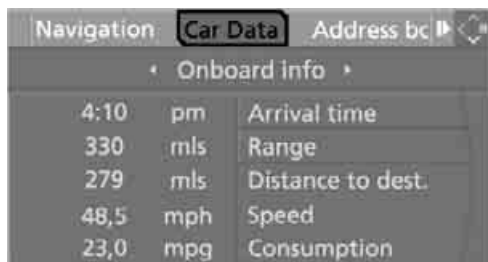 Navigation Car Data Address bc
Onboard info
4:10 pm Arrival time
330 mls Range
279 mls Distance to dest.
48,5 mph Speed
23,0 mpg Consumption